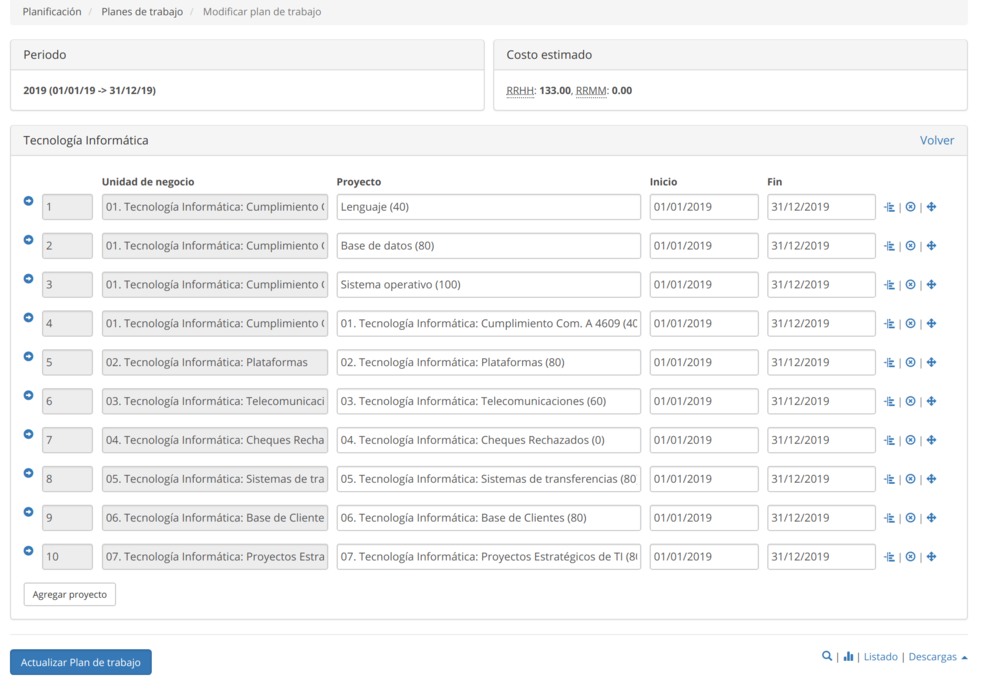 Planificación / Planes de trabajo / Modificar plan de trabajo
Periodo
2019 (01/01/19 -> 31/12/19)
Costo estimado
RRHH: 133.00, RRMM: 0.00
Tecnología Informática Volver
Unidad de negocio Proyecto Inicio Fin
1 01. Tecnología Informática: Cumplimiento ( Lenguaje (40) 01/01/2019 31/12/2019 | |
2 01. Tecnología Informática: Cumplimiento ( Base de datos (80) 01/01/2019 31/12/2019 | |
3 01. Tecnología Informática: Cumplimiento ( Sistema operativo (100) 01/01/2019 31/12/2019 | |
4 01. Tecnología Informática: Cumplimiento ( 01. Tecnología Informática: Cumplimiento Com. A 4609 (40 01/01/2019 31/12/2019 | |
5 02. Tecnología Informática: Plataformas 02. Tecnología Informática: Plataformas (80) 01/01/2019 31/12/2019 | |
6 03. Tecnología Informática: Telecomunicaci 03. Tecnología Informática: Telecomunicaciones (60) 01/01/2019 31/12/2019 | |
7 04. Tecnología Informática: Cheques Recha 04. Tecnología Informática: Cheques Rechazados (0) 01/01/2019 31/12/2019 | |
8 05. Tecnología Informática: Sistemas de tra 05. Tecnología Informática: Sistemas de transferencias (80 01/01/2019 31/12/2019 | |
9 06. Tecnología Informática: Base de Cliente 06. Tecnología Informática: Base de Clientes (80) 01/01/2019 31/12/2019 | |
10 07. Tecnología Informática: Proyectos Estra 07. Tecnología Informática: Proyectos Estratégicos de TI (8 01/01/2019 31/12/2019 | |
Agregar proyecto
Actualizar Plan de trabajo | | Listado | Descargas